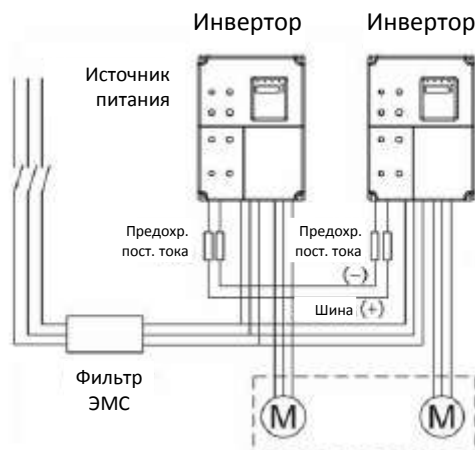 Инвертор
Инвертор
Источник
питания
Предохр.
пост. тока
Предохр.
пост. тока
(−)
Шина (+)
Фильтр
ЭМС
M
M